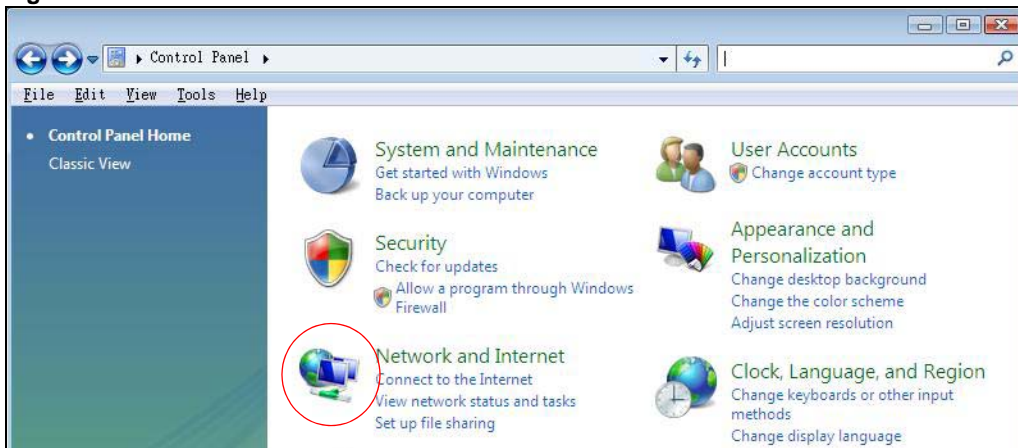 Control Panel
File Edit View Tools Help
Control Panel Home
Classic View
System and Maintenance
Get started with Windows
Back up your computer
Security
Check for updates
Allow a program through Windows
Firewall
Network and Internet
Connect to the Internet
View network status and tasks
Set up file sharing
User Accounts
Change account type
Appearance and
Personalization
Change desktop background
Change the color scheme
Adjust screen resolution
Clock, Language, and Region
Change keyboards or other input
methods
Change display language